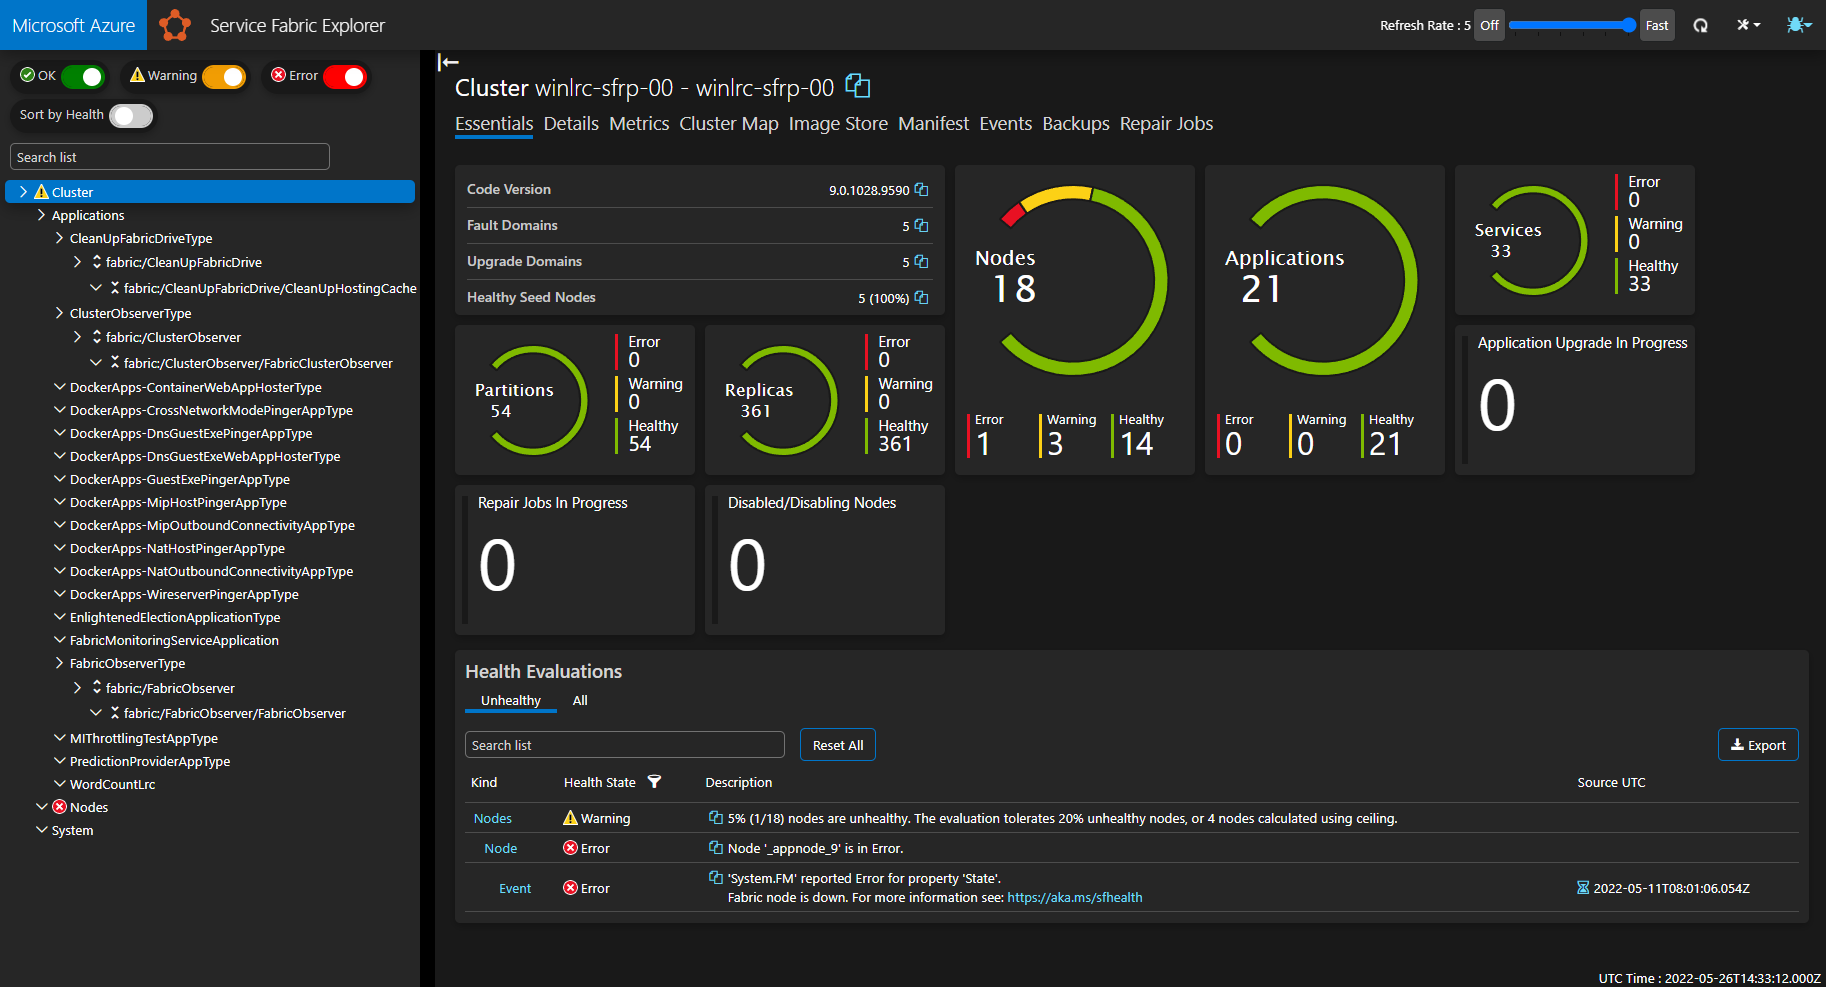 Microsoft Azure
Service Fabric Explorer
Refresh Rate : 5 Off Fast
OK Warning Error
Sort by Health
Search list
Cluster
Applications
CleanUpFabricDriveType
fabric:/CleanUpFabricDrive
fabric:/CleanUpFabricDrive/CleanUpHostingCache
ClusterObserverType
fabric:/ClusterObserver
fabric:/ClusterObserver/FabricClusterObserver
DockerApps-ContainerWebAppHosterType
DockerApps-CrossNetworkModePingerAppType
DockerApps-DnsGuestExePingerAppType
DockerApps-DnsGuestExeWebAppHosterType
DockerApps-GuestExePingerAppType
DockerApps-MipHostPingerAppType
DockerApps-MipOutboundConnectivityAppType
DockerApps-NatHostPingerAppType
DockerApps-NatOutboundConnectivityAppType
DockerApps-WireserverPingerAppType
EnlightenedElectionApplicationType
FabricMonitoringServiceApplication
FabricObserverType
fabric:/FabricObserver
fabric:/FabricObserver/FabricObserver
MIThrottlingTestAppType
PredictionProviderAppType
WordCountLrc
Nodes
System
Cluster winlrc-sfrp-00 - winlrc-sfrp-00
Essentials Details Metrics Cluster Map Image Store Manifest Events Backups Repair Jobs
Code Version 9.0.1028.9590
Fault Domains 5
Upgrade Domains 5
Healthy Seed Nodes 5 (100%)
Nodes
18
Error
1
Warning
3
Healthy
14
Applications
21
Error
0
Warning
0
Healthy
21
Services
33
Error
0
Warning
0
Healthy
33
Partitions
54
Error
0
Warning
0
Healthy
54
Replicas
361
Error
0
Warning
0
Healthy
361
Application Upgrade In Progress
0
Repair Jobs In Progress
0
Disabled/Disabling Nodes
0
Health Evaluations
Unhealthy All
Search list Reset All Export
Kind Health State Description Source UTC
Nodes Warning 5% (1/18) nodes are unhealthy. The evaluation tolerates 20% unhealthy nodes, or 4 nodes calculated using ceiling.
Node Error Node '_appnode_9' is in Error.
Event Error 'System.FM' reported Error for property 'State'.
Fabric node is down. For more information see: https://aka.ms/sfhealth
2022-05-11T08:01:06.054Z
UTC Time : 2022-05-26T14:33:12.000Z